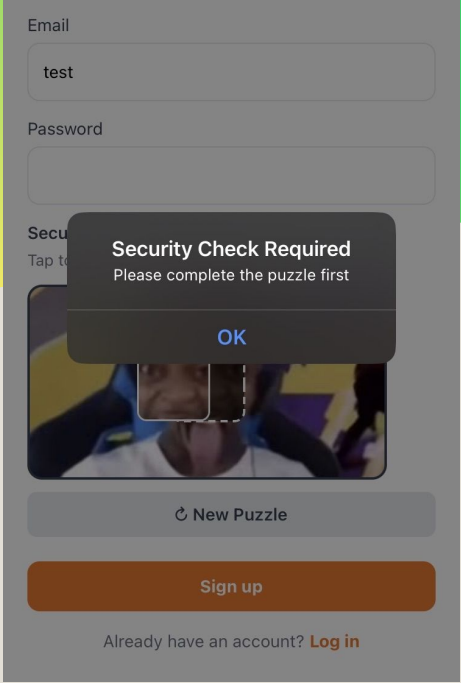 Email
test
Password
Secu
Tap to
Security Check Required
Please complete the puzzle first
OK
New Puzzle
Sign up
Already have an account? Log in